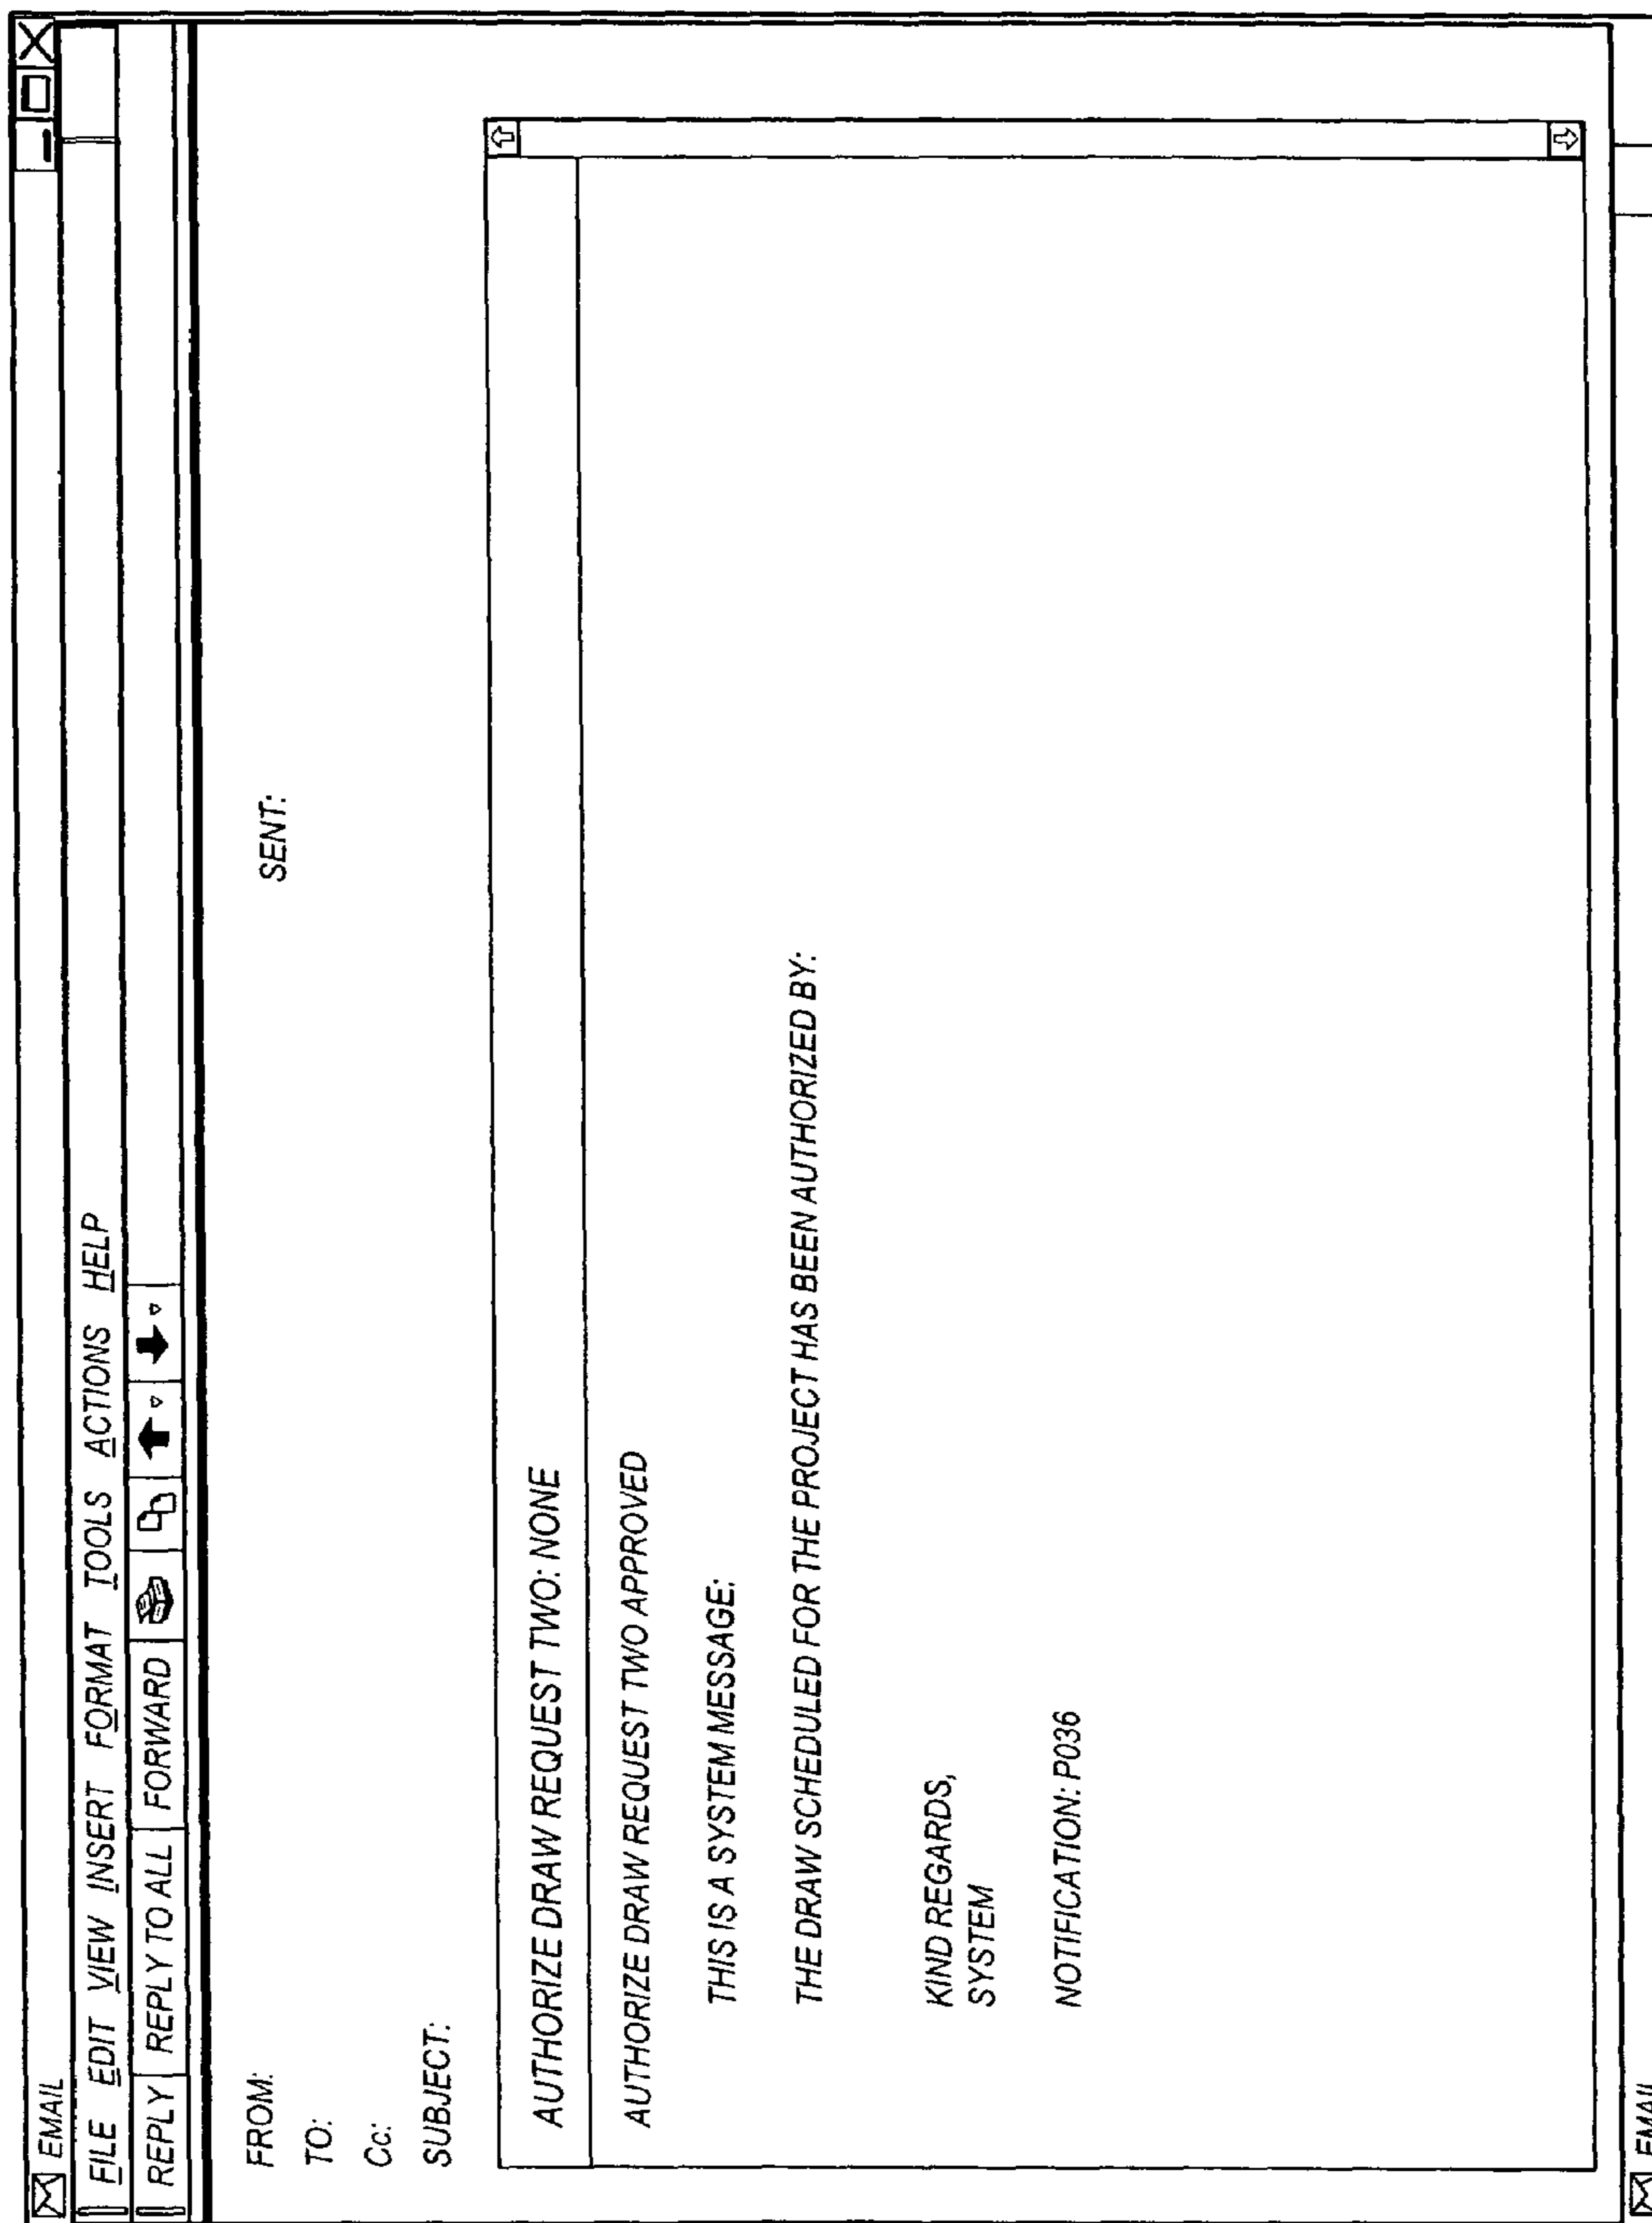 EMAIL
FILE EDIT VIEW INSERT FORMAT TOOLS ACTIONS HELP
REPLY REPLY TO ALL FORWARD
FROM: SENT:
TO:
Cc:
SUBJECT:
AUTHORIZE DRAW REQUEST TWO: NONE
AUTHORIZE DRAW REQUEST TWO APPROVED
THIS IS A SYSTEM MESSAGE:
THE DRAW SCHEDULED FOR THE PROJECT HAS BEEN AUTHORIZED BY:
KIND REGARDS,
SYSTEM
NOTIFICATION: P036
EMAIL